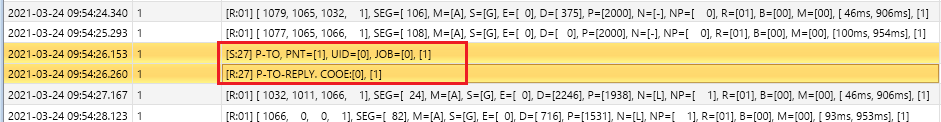 2021-03-24 09:54:24.340 1 [R:01] [ 1079, 1065, 1032, 1], SEG=[ 106], M=[A], S=[G], E=[ 0], D=[ 375], P=[2000], N=[-], NP=[ 0], R=[01], B=[00], M=[00], [ 46ms, 906ms], [1]
2021-03-24 09:54:25.293 1 [R:01] [ 1077, 1065, 1066, 1], SEG=[ 108], M=[A], S=[G], E=[ 0], D=[ 0], P=[2000], N=[-], NP=[ 0], R=[01], B=[00], M=[00], [100ms, 954ms], [1]
2021-03-24 09:54:26.153 1 [S:27] P-TO, PNT=[1], UID=[0], JOB=[0], [1]
2021-03-24 09:54:26.260 1 [R:27] P-TO-REPLY. COOE:[0], [1]
2021-03-24 09:54:27.167 1 [R:01] [ 1032, 1011, 1066, 1], SEG=[ 24], M=[A], S=[G], E=[ 0], D=[2246], P=[1938], N=[L], NP=[ 1], R=[01], B=[00], M=[00], [ 46ms, 906ms], [1]
2021-03-24 09:54:28.123 1 [R:01] [ 1066, 0, 0, 1], SEG=[ 82], M=[A], S=[G], E=[ 0], D=[ 716], P=[1531], N=[L], NP=[ 1], R=[01], B=[00], M=[00], [ 93ms, 953ms], [1]